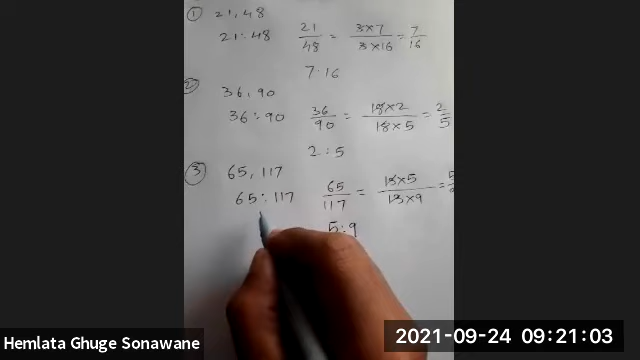 ① 21, 48
21:48 21/48 = 3×7/3×16 = 7/16
7:16
② 36, 90
36:90 36/90 = 18×2/18×5 = 2/5
2:5
③ 65, 117
65:117 65/117 = 13×5/13×9 = 5/
5:9
Hemlata Ghuge Sonawane
2021-09-24 09:21:03